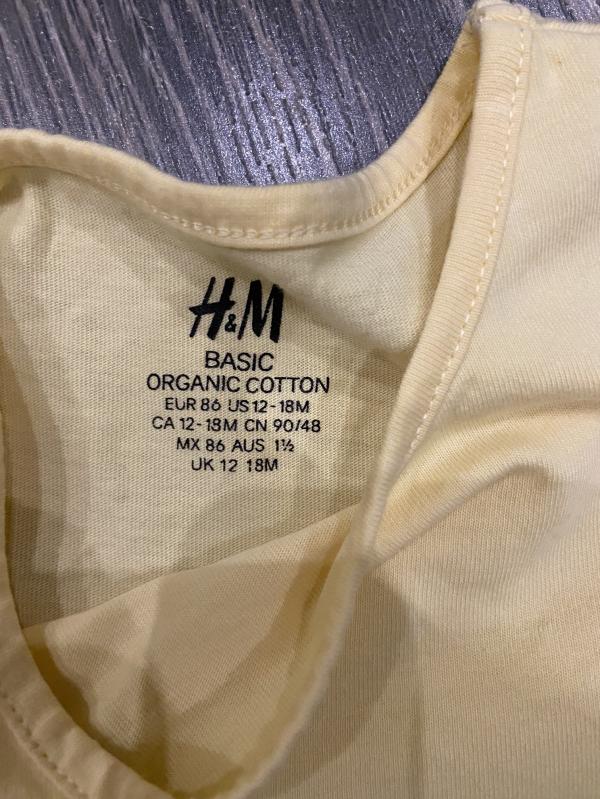 H&M
BASIC
ORGANIC COTTON
EUR 86 US 12-18M
CA 12-18M CN 90/48
MX 86 AUS 1½
UK 12 18M